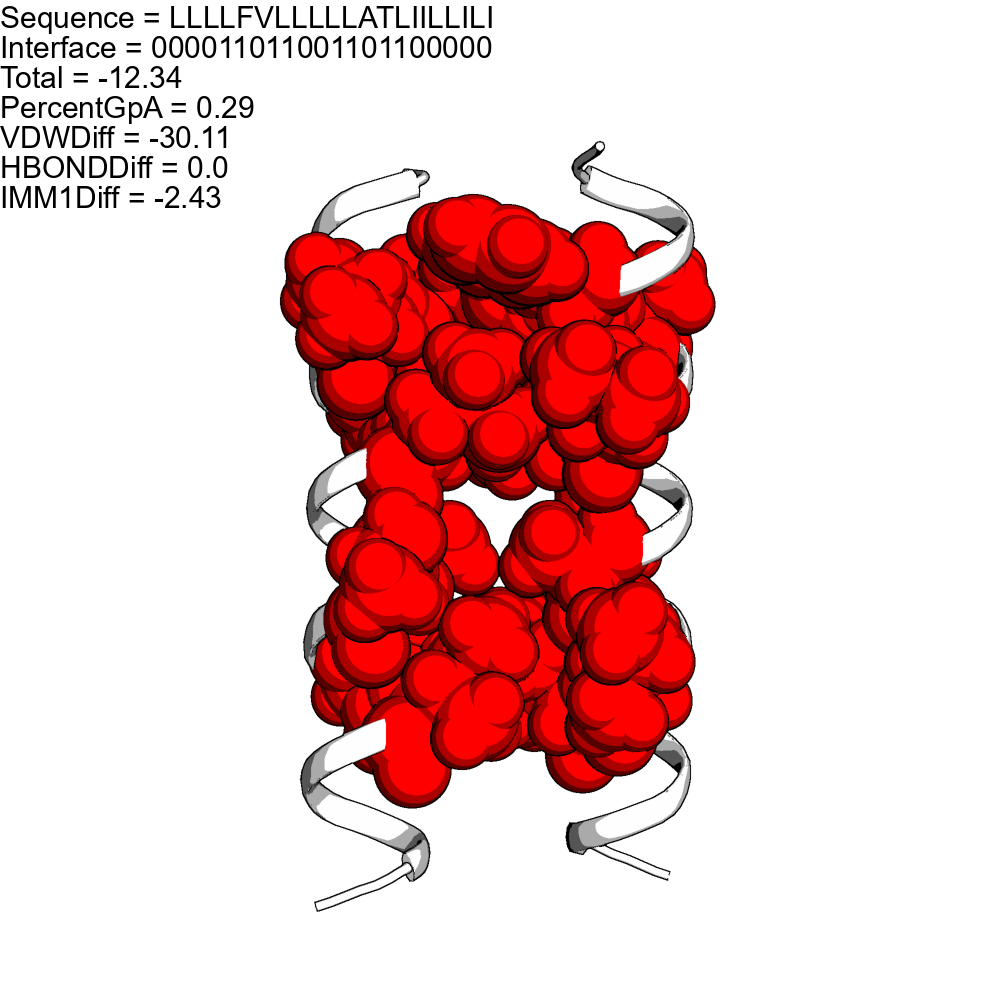 Sequence = LLLLFVLLLLLATLIILLILI
Interface = 000011011001101100000
Total = -12.34
PercentGpA = 0.29
VDWDiff = -30.11
HBONDDiff = 0.0
IMM1Diff = -2.43